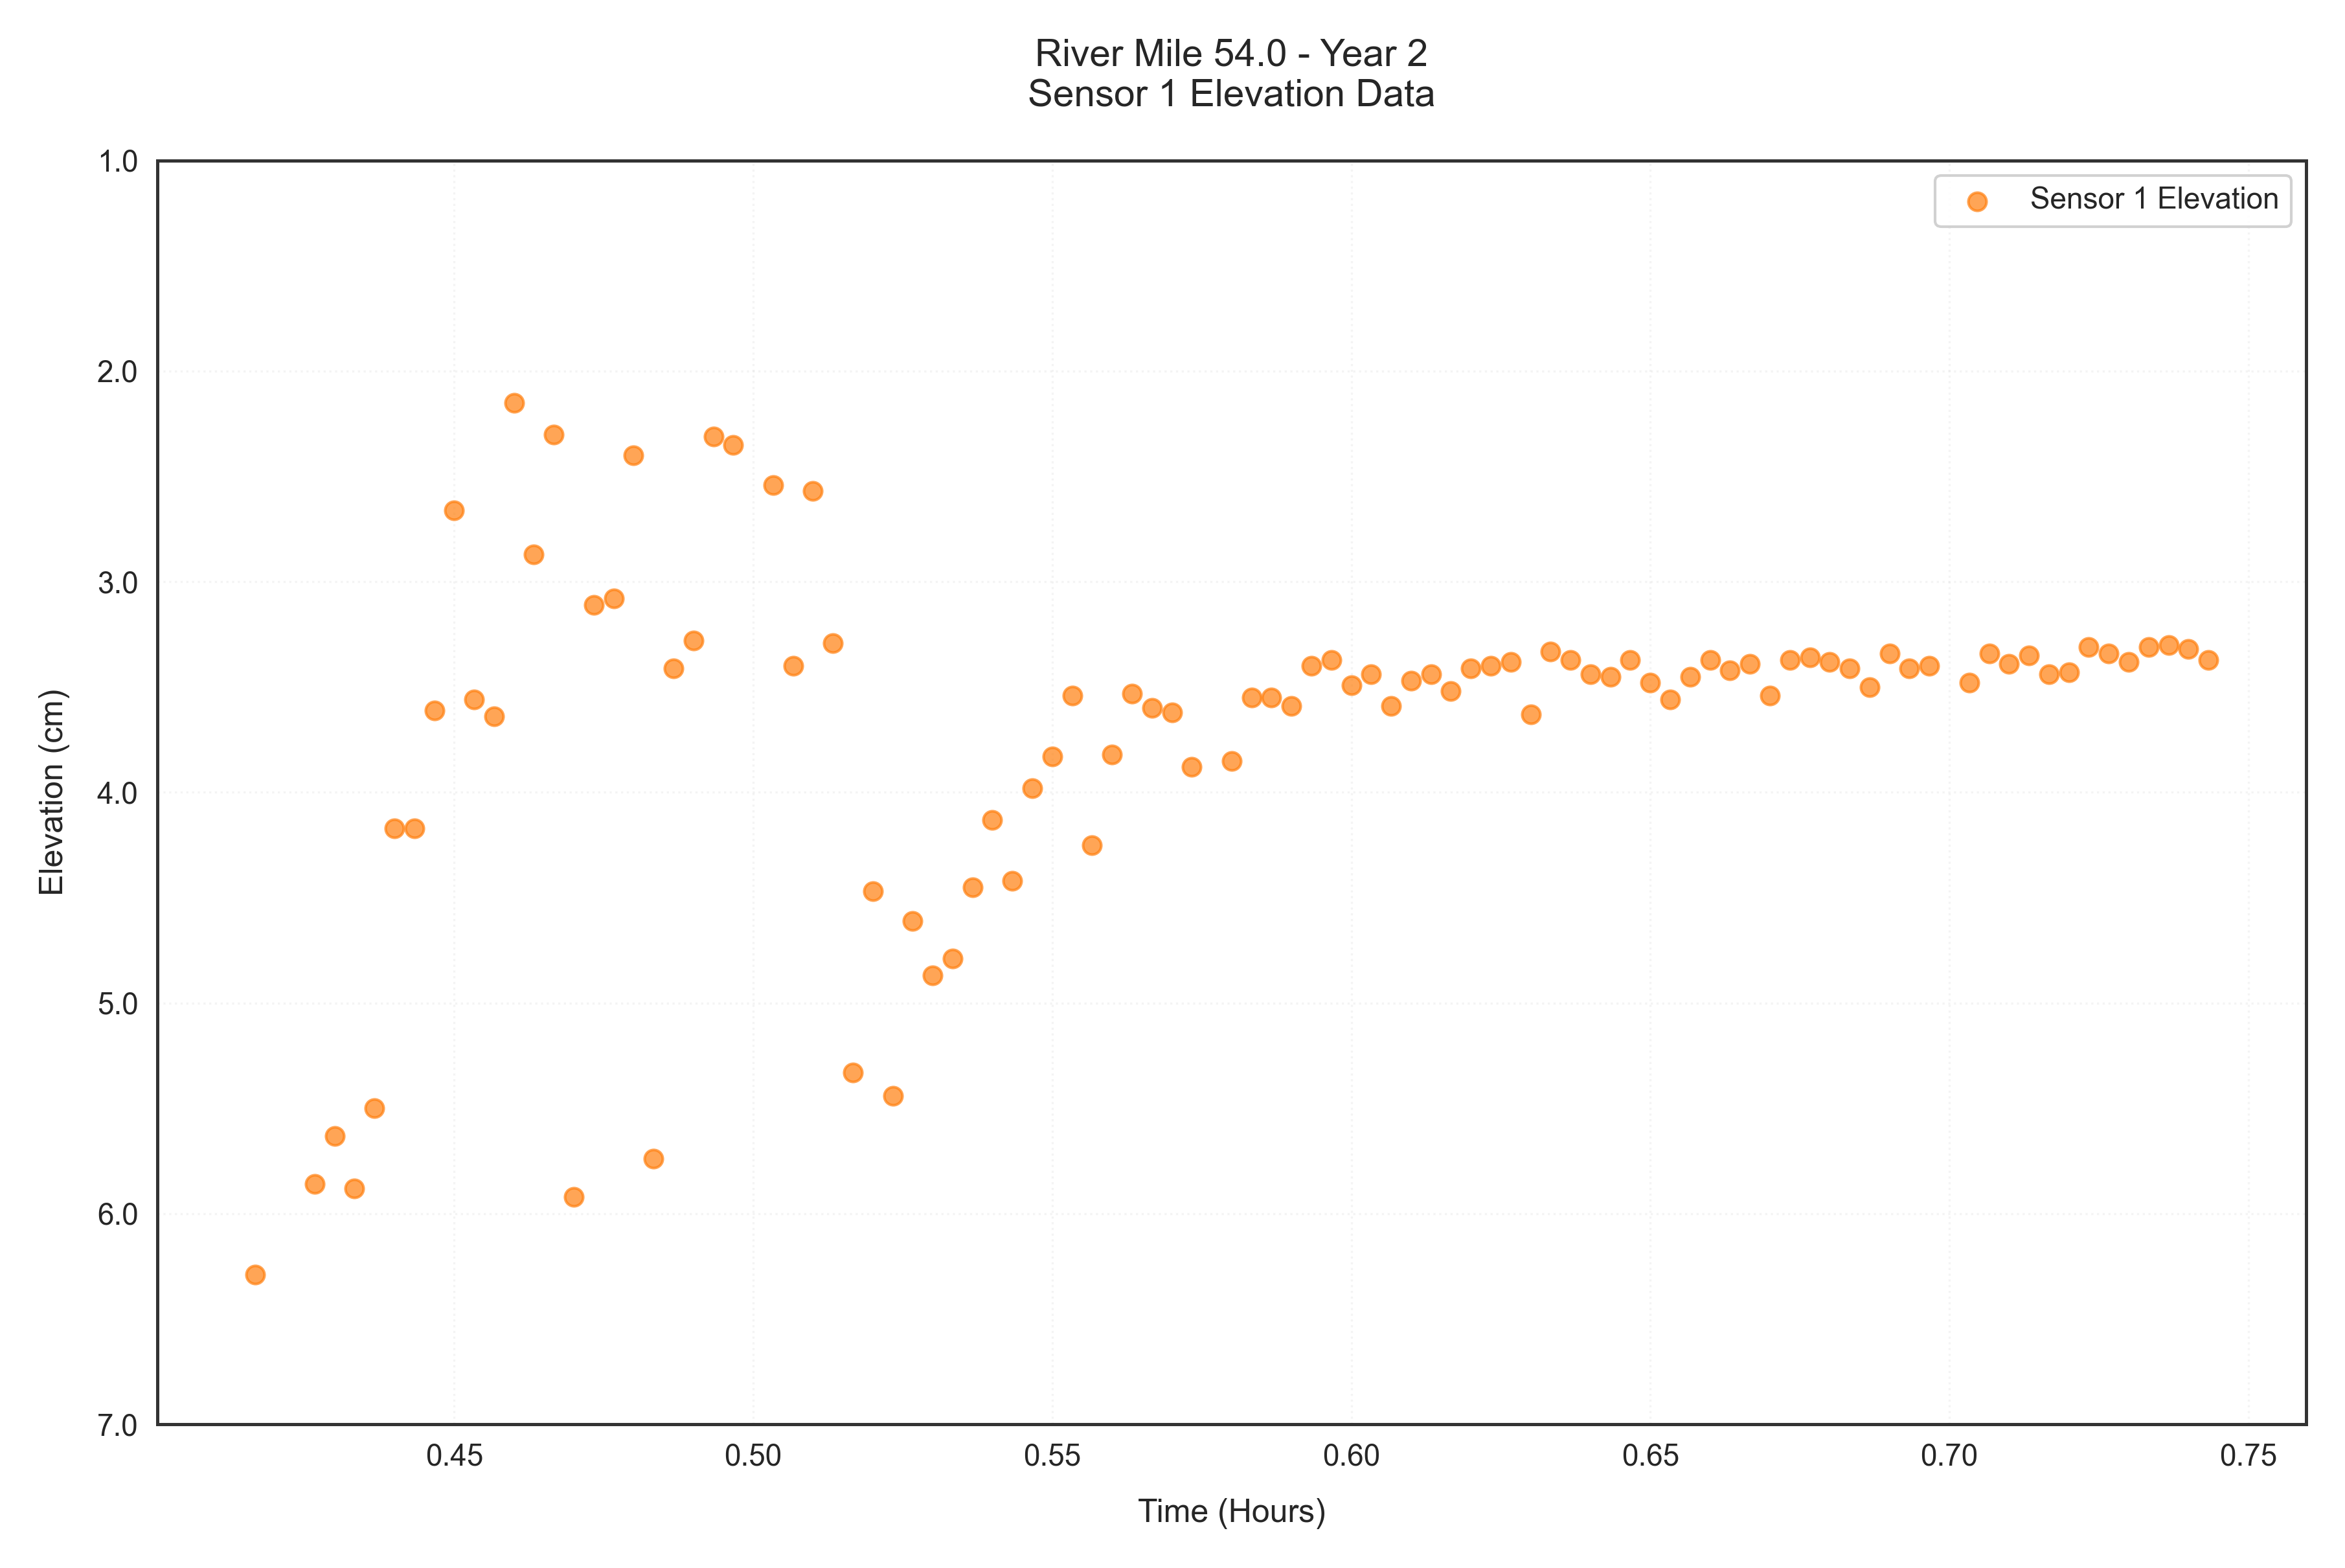 River Mile 54.0 - Year 2
Sensor 1 Elevation Data
Sensor 1 Elevation
Elevation (cm)
1.0
2.0
3.0
4.0
5.0
6.0
7.0
0.45 0.50 0.55 0.60 0.65 0.70 0.75
Time (Hours)